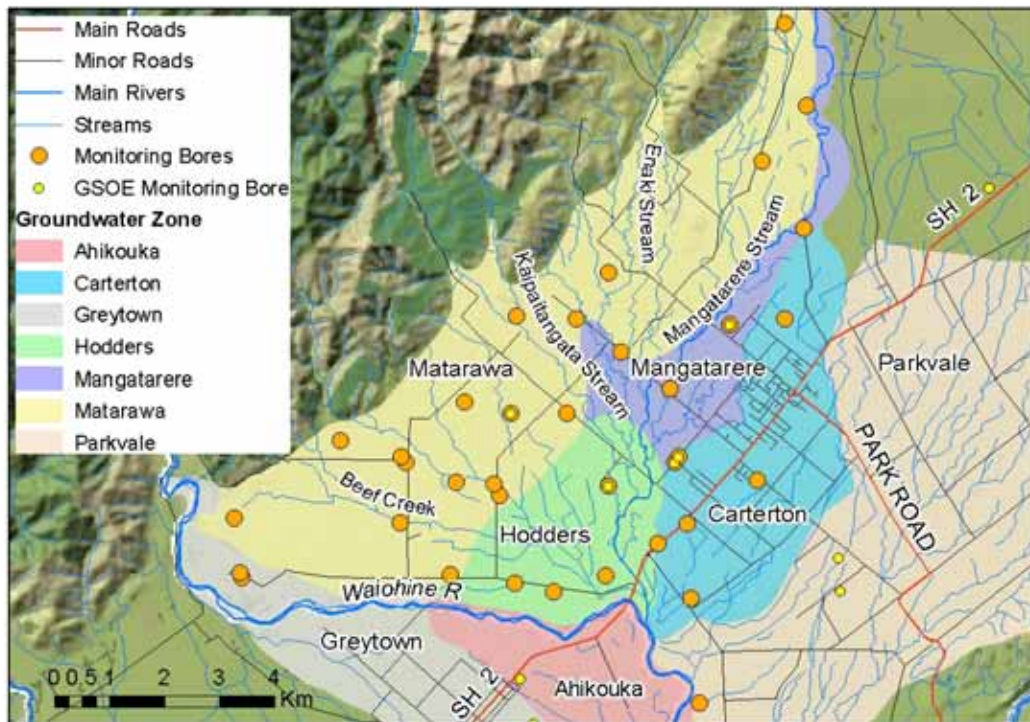 Main Roads
Minor Roads
Main Rivers
Streams
Monitoring Bores
GSOE Monitoring Bore
Groundwater Zone
Ahikouka
Carterton
Greytown
Hodders
Mangatarere
Matarawa
Parkvale
Enaki Stream
SH 2
Kaipaitangata Stream
Mangatarere Stream
Matarawa
Mangatarere
Parkvale
PARK ROAD
Beef Creek
Carterton
Hodders
Waiohine R
Greytown
Ahikouka
SH 2
0 0.5 1 2 3 4
Km